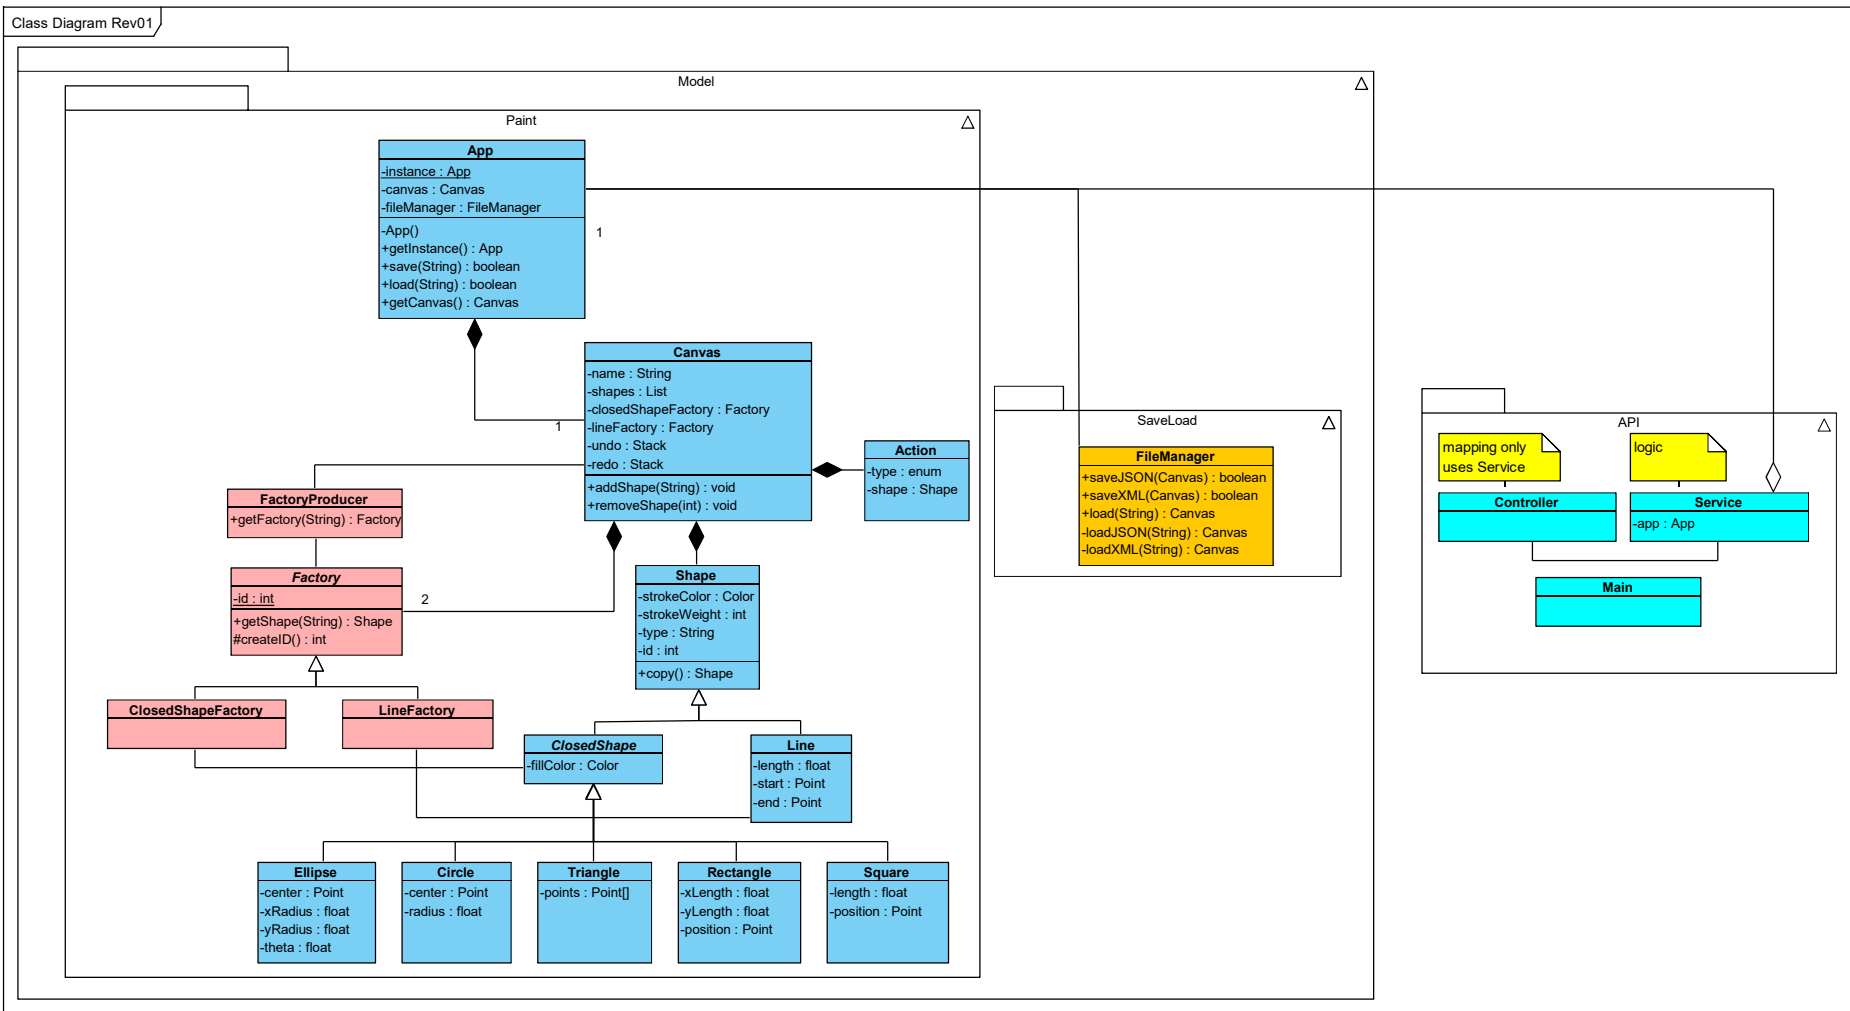 Class Diagram Rev01
Model
Paint
App
-instance : App
-canvas : Canvas
-fileManager : FileManager
-App()
+getInstance() : App
+save(String) : boolean
+load(String) : boolean
+getCanvas() : Canvas
1
Canvas
-name : String
-shapes : List
-closedShapeFactory : Factory
-lineFactory : Factory
-undo : Stack
-redo : Stack
+addShape(String) : void
+removeShape(int) : void
1
Action
-type : enum
-shape : Shape
FactoryProducer
+getFactory(String) : Factory
Factory
-id : int
+getShape(String) : Shape
#createID() : int
2
Shape
-strokeColor : Color
-strokeWeight : int
-type : String
-id : int
+copy() : Shape
ClosedShapeFactory
LineFactory
ClosedShape
-fillColor : Color
Line
-length : float
-start : Point
-end : Point
Ellipse
-center : Point
-xRadius : float
-yRadius : float
-theta : float
Circle
-center : Point
-radius : float
Triangle
-points : Point[]
Rectangle
-xLength : float
-yLength : float
-position : Point
Square
-length : float
-position : Point
SaveLoad
FileManager
+saveJSON(Canvas) : boolean
+saveXML(Canvas) : boolean
+load(String) : Canvas
-loadJSON(String) : Canvas
-loadXML(String) : Canvas
API
mapping only
uses Service
logic
Controller
Service
-app : App
Main